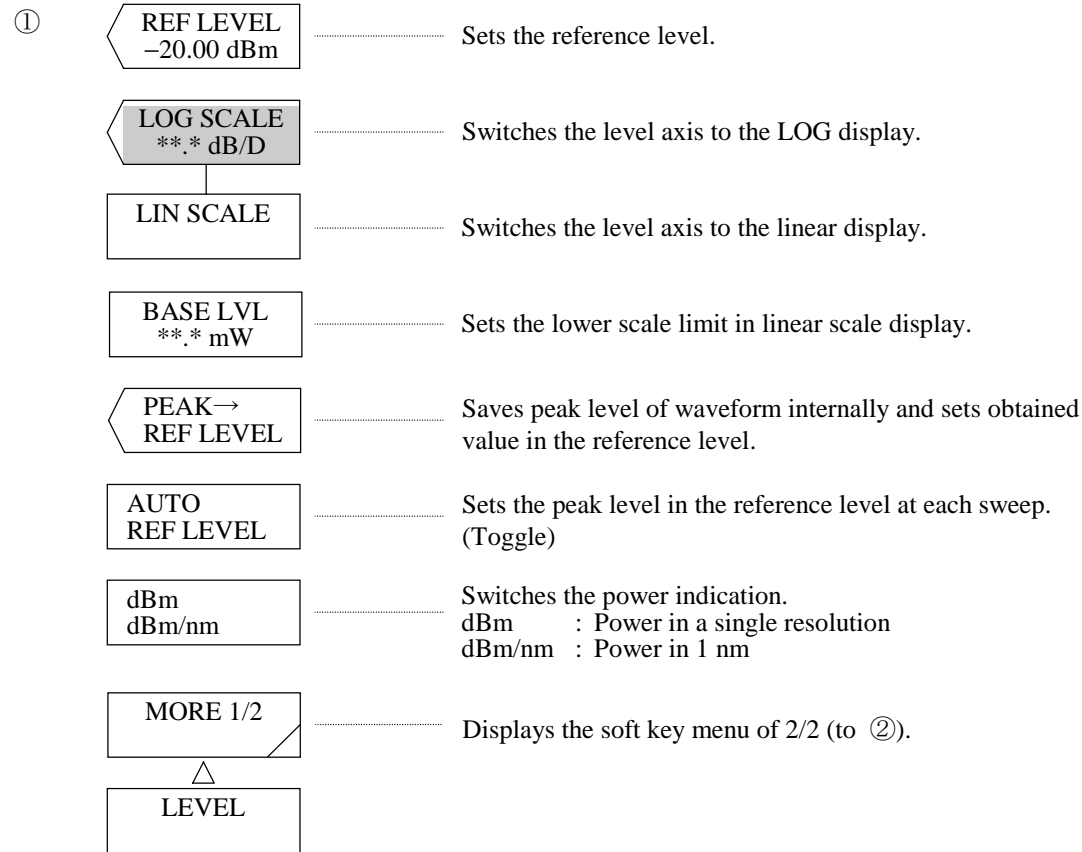 ①
REF LEVEL
−20.00 dBm
Sets the reference level.
LOG SCALE
**.* dB/D
Switches the level axis to the LOG display.
LIN SCALE
Switches the level axis to the linear display.
BASE LVL
**.* mW
Sets the lower scale limit in linear scale display.
PEAK→
REF LEVEL
Saves peak level of waveform internally and sets obtained
value in the reference level.
AUTO
REF LEVEL
Sets the peak level in the reference level at each sweep.
(Toggle)
dBm
dBm/nm
Switches the power indication.
dBm : Power in a single resolution
dBm/nm : Power in 1 nm
MORE 1/2
Displays the soft key menu of 2/2 (to ②).
LEVEL